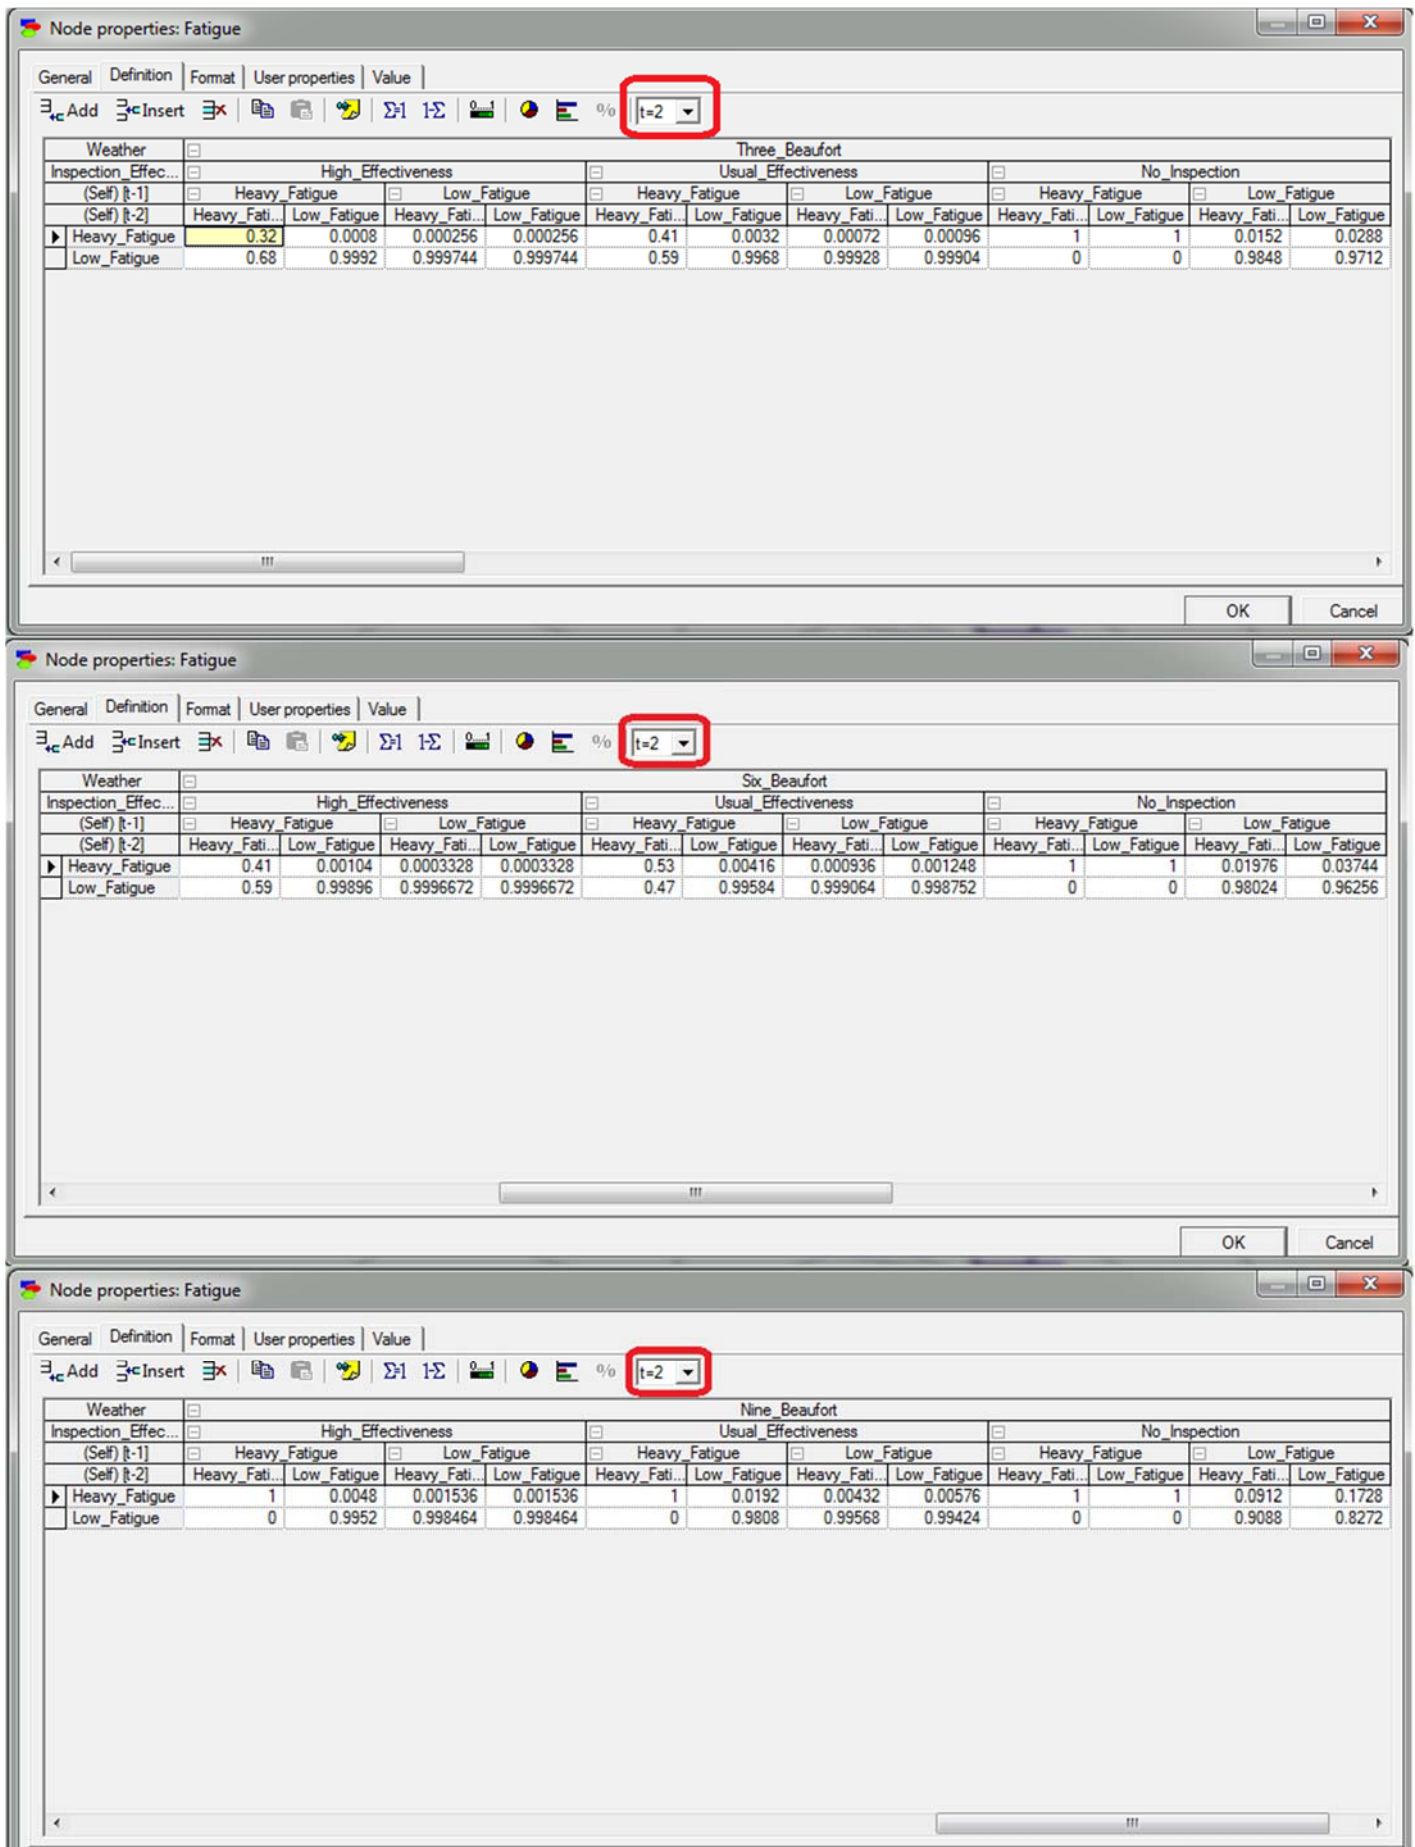 Node properties: Fatigue
General Definition Format User properties Value
Add Insert Σ=1 1-Σ % t=2
Weather Three_Beaufort
Inspection_Effec... High_Effectiveness Usual_Effectiveness No_Inspection
(Self) [t-1] Heavy_Fatigue Low_Fatigue Heavy_Fatigue Low_Fatigue Heavy_Fatigue Low_Fatigue
(Self) [t-2] Heavy_Fati... Low_Fatigue Heavy_Fati... Low_Fatigue Heavy_Fati... Low_Fatigue Heavy_Fati... Low_Fatigue Heavy_Fati... Low_Fatigue Heavy_Fati... Low_Fatigue
Heavy_Fatigue 0.32 0.0008 0.000256 0.000256 0.41 0.0032 0.00072 0.00096 1 1 0.0152 0.0288
Low_Fatigue 0.68 0.9992 0.999744 0.999744 0.59 0.9968 0.99928 0.99904 0 0 0.9848 0.9712
OK Cancel
Node properties: Fatigue
General Definition Format User properties Value
Add Insert Σ=1 1-Σ % t=2
Weather Six_Beaufort
Inspection_Effec... High_Effectiveness Usual_Effectiveness No_Inspection
(Self) [t-1] Heavy_Fatigue Low_Fatigue Heavy_Fatigue Low_Fatigue Heavy_Fatigue Low_Fatigue
(Self) [t-2] Heavy_Fati... Low_Fatigue Heavy_Fati... Low_Fatigue Heavy_Fati... Low_Fatigue Heavy_Fati... Low_Fatigue Heavy_Fati... Low_Fatigue Heavy_Fati... Low_Fatigue
Heavy_Fatigue 0.41 0.00104 0.0003328 0.0003328 0.53 0.00416 0.000936 0.001248 1 1 0.01976 0.03744
Low_Fatigue 0.59 0.99896 0.9996672 0.9996672 0.47 0.99584 0.999064 0.998752 0 0 0.98024 0.96256
OK Cancel
Node properties: Fatigue
General Definition Format User properties Value
Add Insert Σ=1 1-Σ % t=2
Weather Nine_Beaufort
Inspection_Effec... High_Effectiveness Usual_Effectiveness No_Inspection
(Self) [t-1] Heavy_Fatigue Low_Fatigue Heavy_Fatigue Low_Fatigue Heavy_Fatigue Low_Fatigue
(Self) [t-2] Heavy_Fati... Low_Fatigue Heavy_Fati... Low_Fatigue Heavy_Fati... Low_Fatigue Heavy_Fati... Low_Fatigue Heavy_Fati... Low_Fatigue Heavy_Fati... Low_Fatigue
Heavy_Fatigue 1 0.0048 0.001536 0.001536 1 0.0192 0.00432 0.00576 1 1 0.0912 0.1728
Low_Fatigue 0 0.9952 0.998464 0.998464 0 0.9808 0.99568 0.99424 0 0 0.9088 0.8272